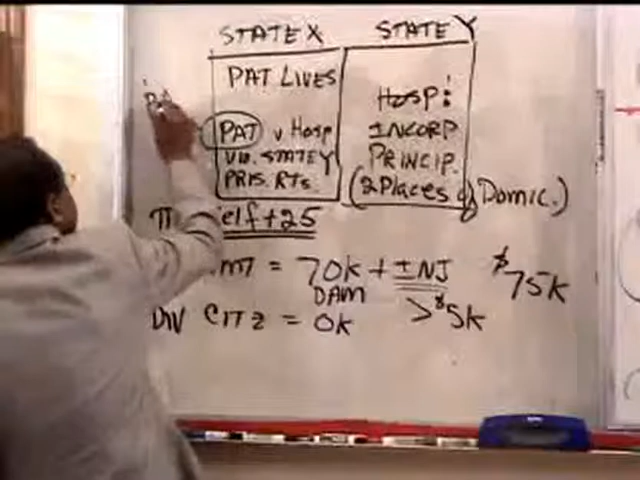 STATE X
STATE Y
PAT LIVES
HOSP:
PAT v Hosp
INCORP
VIO. STATE Y
PRINCIP.
PRIS. RTS.
(2 Places of Domic.)
elf + 25
= 70K + INJ
$75K
DAM
> $5K
DIV CITZ = OK